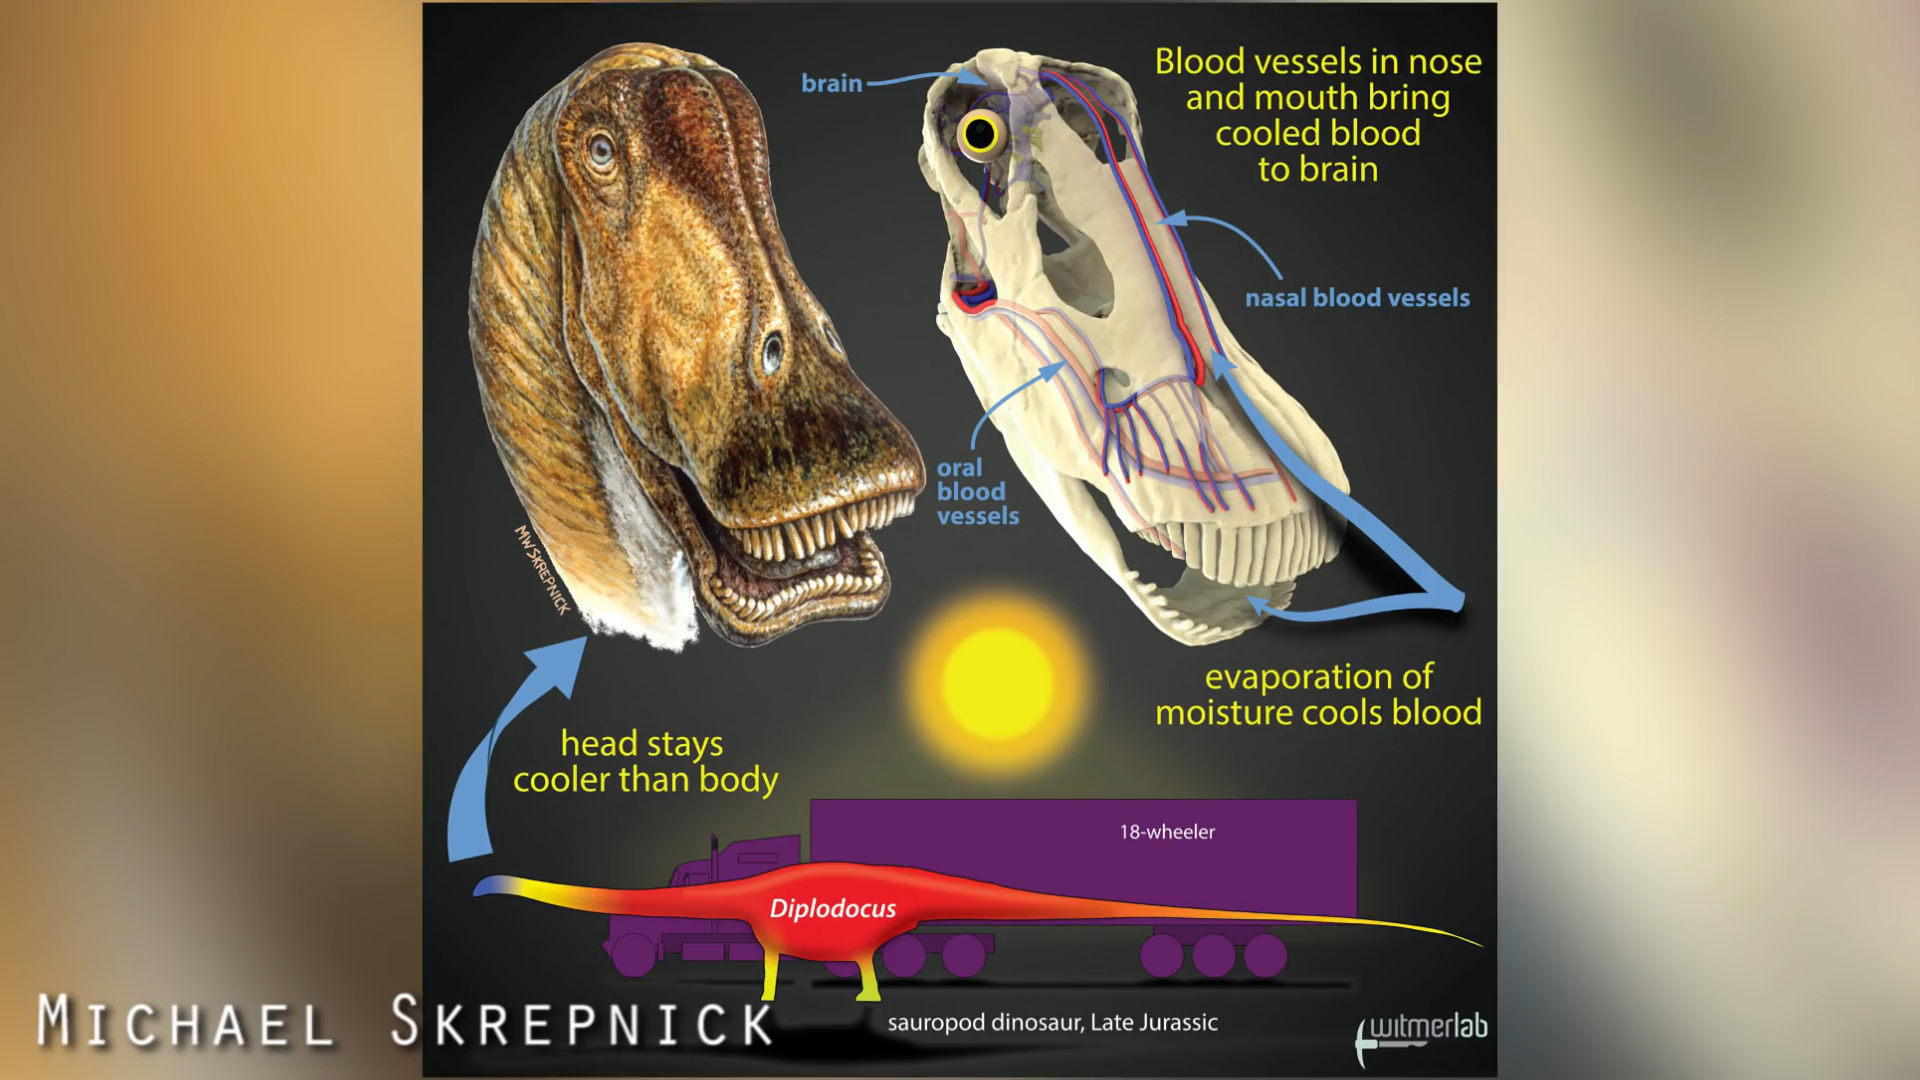 brain
Blood vessels in nose
and mouth bring
cooled blood
to brain
nasal blood vessels
oral
blood
vessels
MWSKREPNICK
evaporation of
moisture cools blood
head stays
cooler than body
18-wheeler
Diplodocus
MICHAEL SKREPNICK
sauropod dinosaur, Late Jurassic
witmerlab